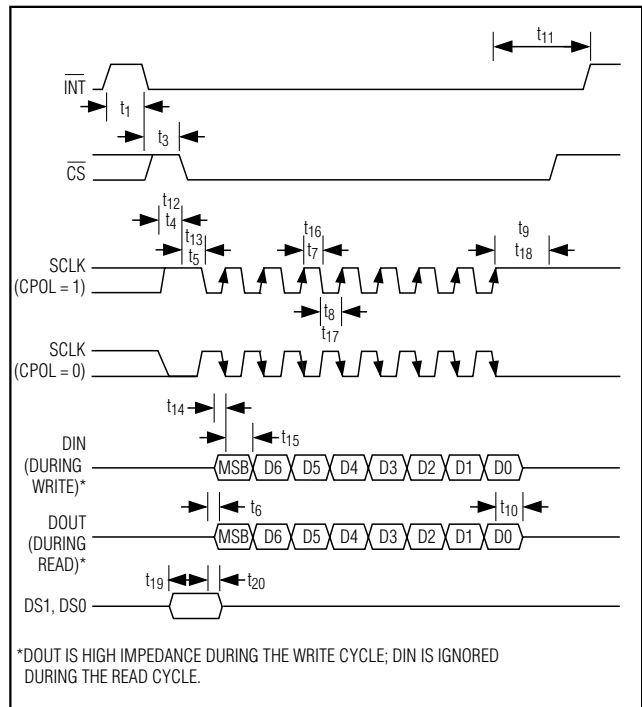 t11
INT
t1
t3
CS
t12
t4
t13
t5
t16
t7
t9
t18
SCLK
(CPOL = 1)
t8
t17
SCLK
(CPOL = 0)
t14
t15
DIN
(DURING
WRITE)*
MSB D6 D5 D4 D3 D2 D1 D0
t6
t10
DOUT
(DURING
READ)*
MSB D6 D5 D4 D3 D2 D1 D0
t19
t20
DS1, DS0
*DOUT IS HIGH IMPEDANCE DURING THE WRITE CYCLE; DIN IS IGNORED
DURING THE READ CYCLE.